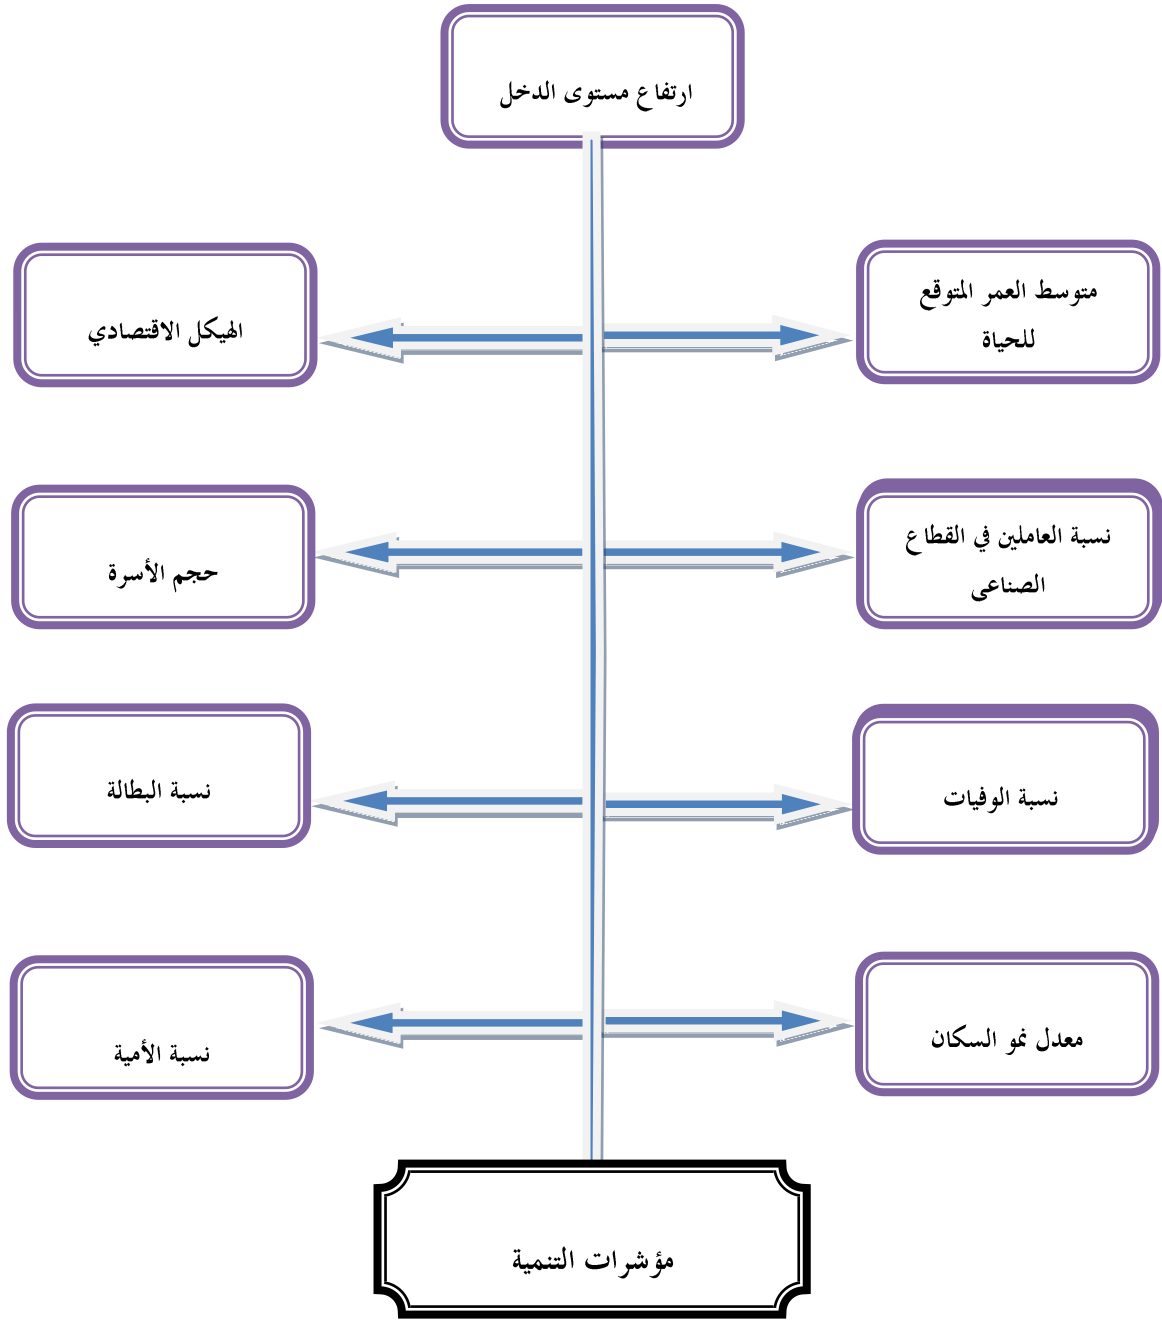 ارتفاع مستوى الدخل
متوسط العمر المتوقع
للحياة
الهيكل الاقتصادي
نسبة العاملين في القطاع
الصناعى
حجم الأسرة
نسبة الوفيات
نسبة البطالة
معدل نمو السكان
نسبة الأمية
مؤشرات التنمية